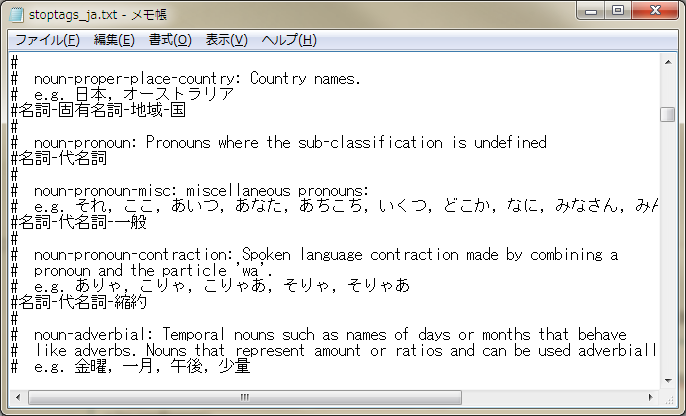 stoptags_ja.txt - メモ帳
ファイル(F) 編集(E) 書式(O) 表示(V) ヘルプ(H)
#
#  noun-proper-place-country: Country names.
#  e.g. 日本, オーストラリア
#名詞-固有名詞-地域-国
#
#  noun-pronoun: Pronouns where the sub-classification is undefined
#名詞-代名詞
#
#  noun-pronoun-misc: miscellaneous pronouns:
#  e.g. それ, ここ, あいつ, あなた, あちこち, いくつ, どこか, なに, みなさん, みん
#名詞-代名詞-一般
#
#  noun-pronoun-contraction: Spoken language contraction made by combining a
#  pronoun and the particle 'wa'.
#  e.g. ありゃ, こりゃ, こりゃあ, そりゃ, そりゃあ
#名詞-代名詞-縮約
#
#  noun-adverbial: Temporal nouns such as names of days or months that behave
#  like adverbs. Nouns that represent amount or ratios and can be used adverbiall
#  e.g. 金曜, 一月, 午後, 少量